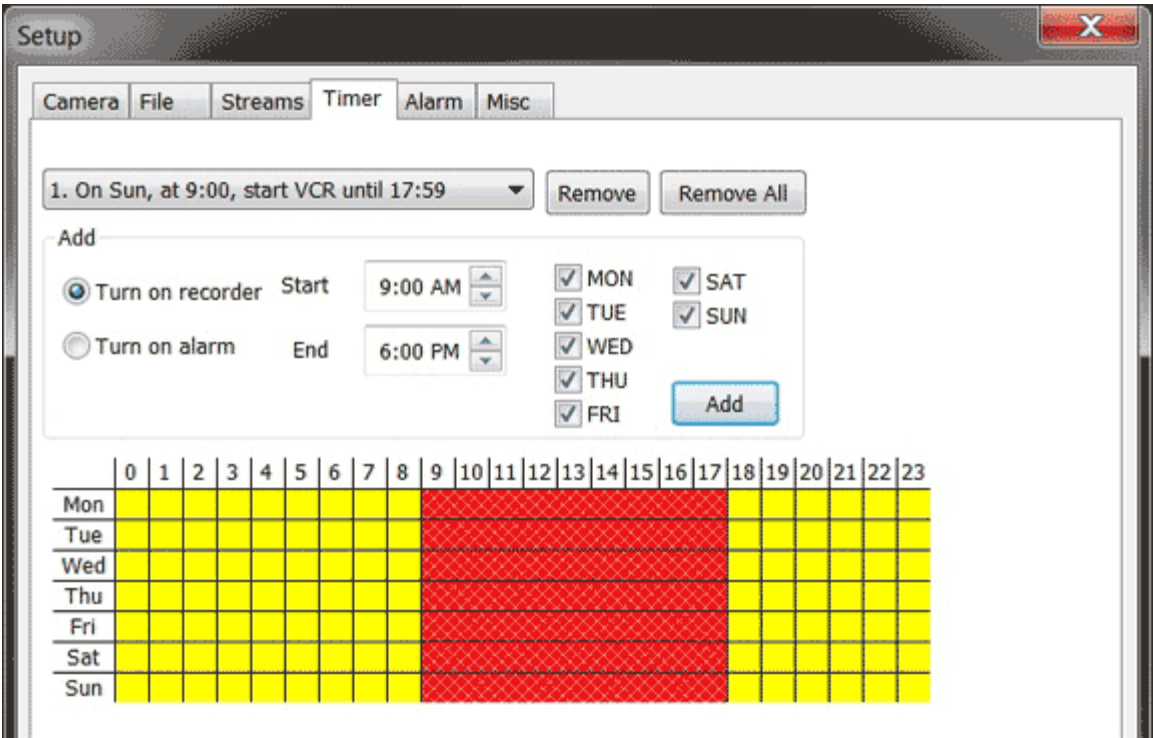 Setup
X
Camera File Streams Timer Alarm Misc
1. On Sun, at 9:00, start VCR until 17:59 Remove Remove All
Add
Turn on recorder Start 9:00 AM MON SAT
TUE SUN
Turn on alarm End 6:00 PM WED
THU
FRI Add
0 1 2 3 4 5 6 7 8 9 10 11 12 13 14 15 16 17 18 19 20 21 22 23
Mon
Tue
Wed
Thu
Fri
Sat
Sun